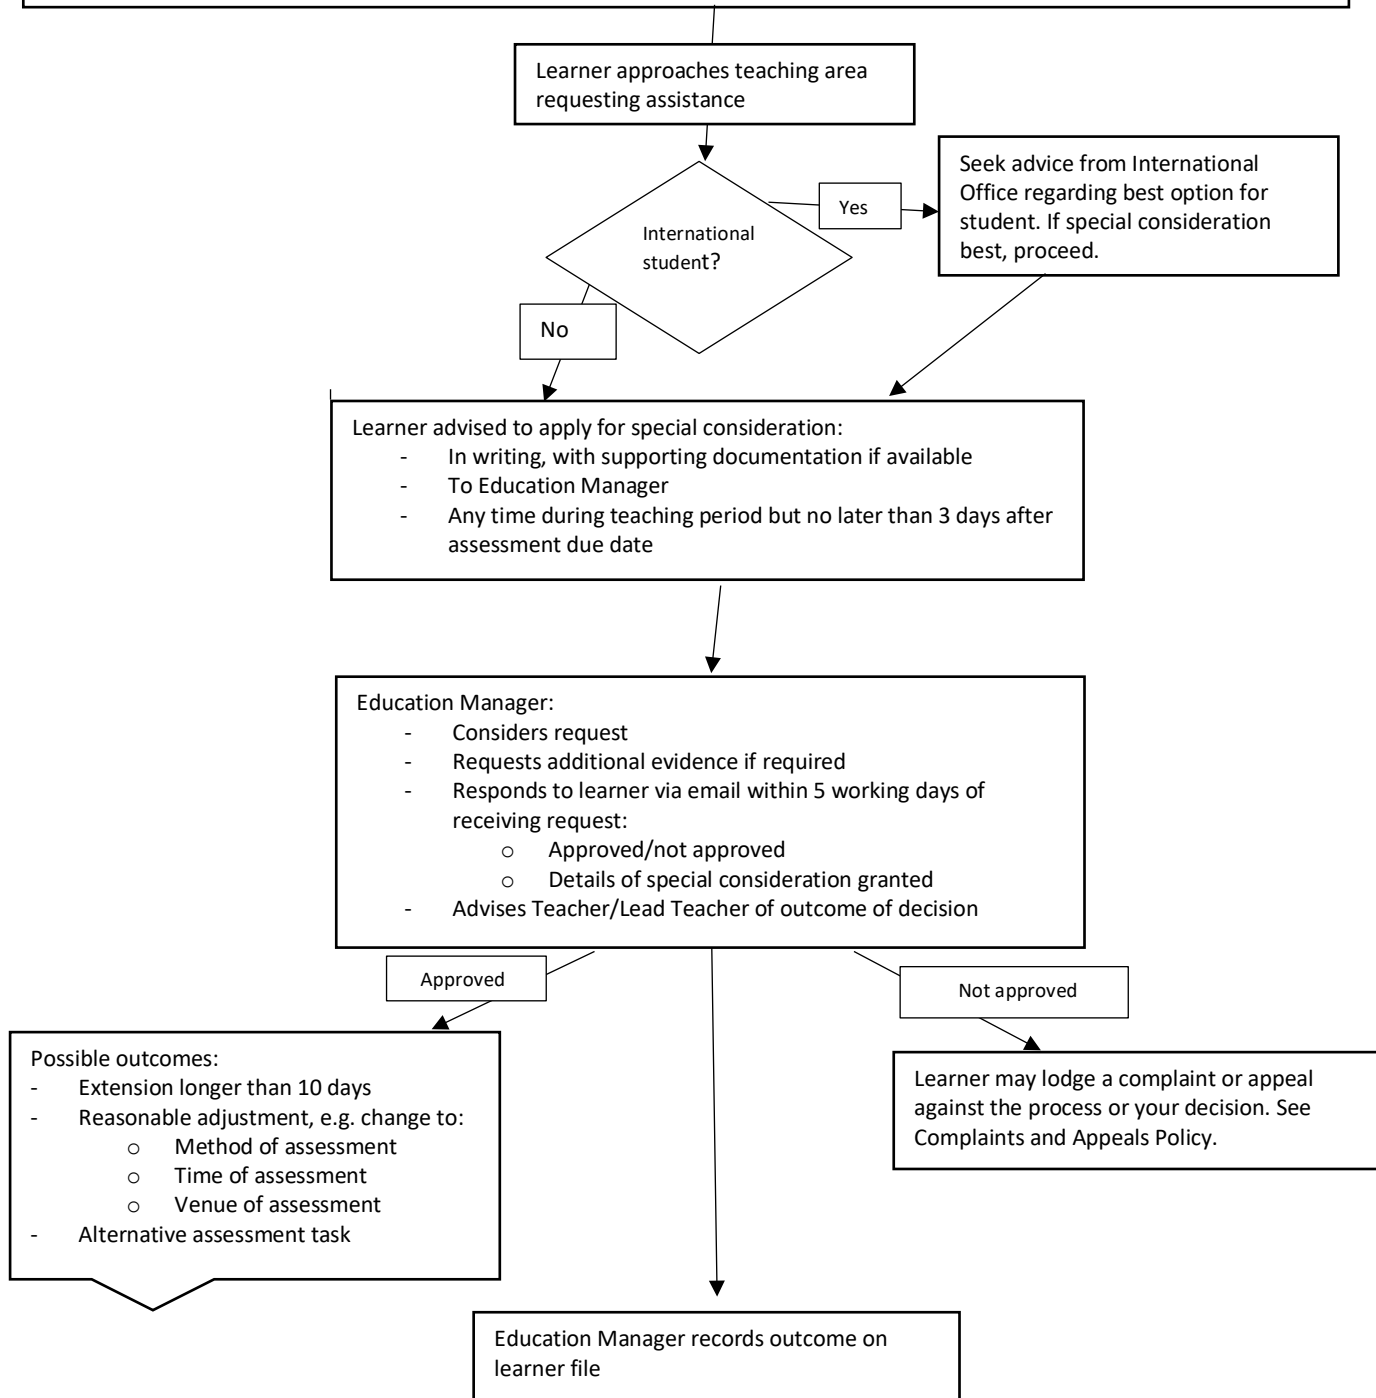 Learner approaches teaching area
requesting assistance
Seek advice from International
Office regarding best option for
student. If special consideration
best, proceed.
Yes
International
student?
No
Learner advised to apply for special consideration:
- In writing, with supporting documentation if available
- To Education Manager
- Any time during teaching period but no later than 3 days after
assessment due date
Education Manager:
- Considers request
- Requests additional evidence if required
- Responds to learner via email within 5 working days of
receiving request:
o Approved/not approved
o Details of special consideration granted
- Advises Teacher/Lead Teacher of outcome of decision
Approved
Not approved
Possible outcomes:
- Extension longer than 10 days
- Reasonable adjustment, e.g. change to:
o Method of assessment
o Time of assessment
o Venue of assessment
- Alternative assessment task
Learner may lodge a complaint or appeal
against the process or your decision. See
Complaints and Appeals Policy.
Education Manager records outcome on
learner file